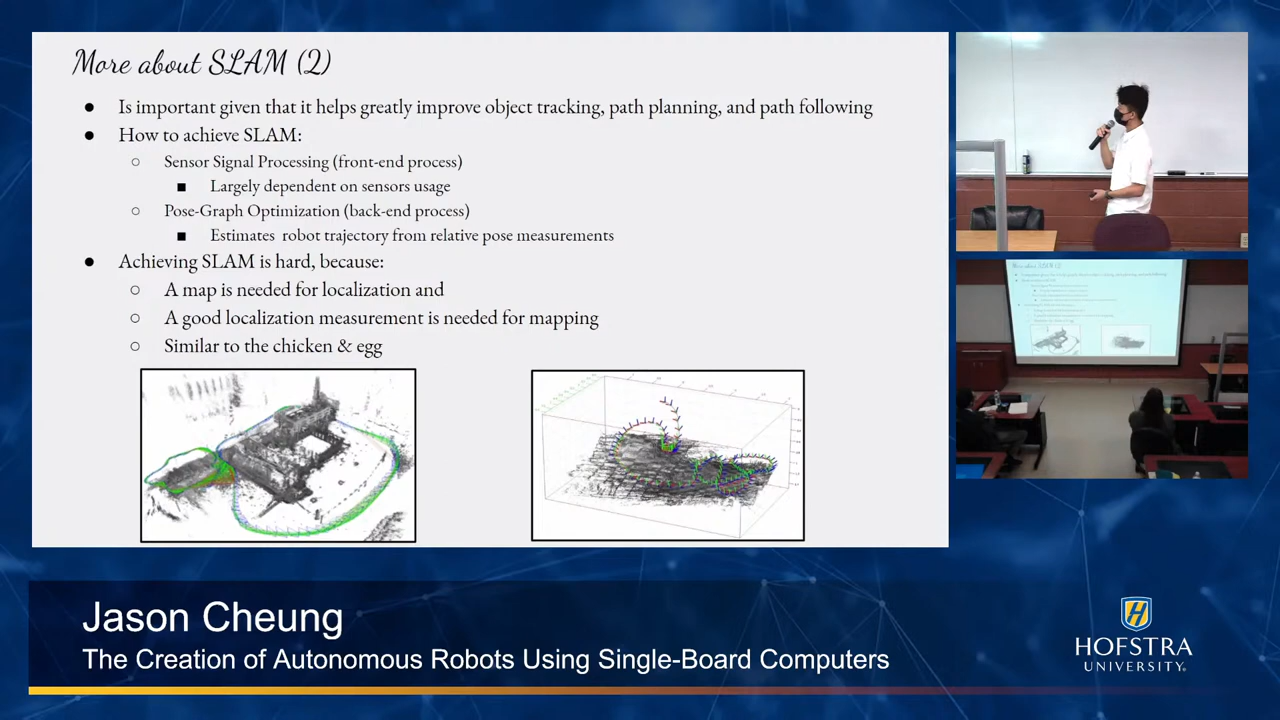 More about SLAM (2)
● Is important given that it helps greatly improve object tracking, path planning, and path following
● How to achieve SLAM:
○ Sensor Signal Processing (front-end process)
■ Largely dependent on sensors usage
○ Pose-Graph Optimization (back-end process)
■ Estimates robot trajectory from relative pose measurements
● Achieving SLAM is hard, because:
○ A map is needed for localization and
○ A good localization measurement is needed for mapping
○ Similar to the chicken & egg
More about SLAM (2)
Jason Cheung
The Creation of Autonomous Robots Using Single-Board Computers
H
HOFSTRA
UNIVERSITY®